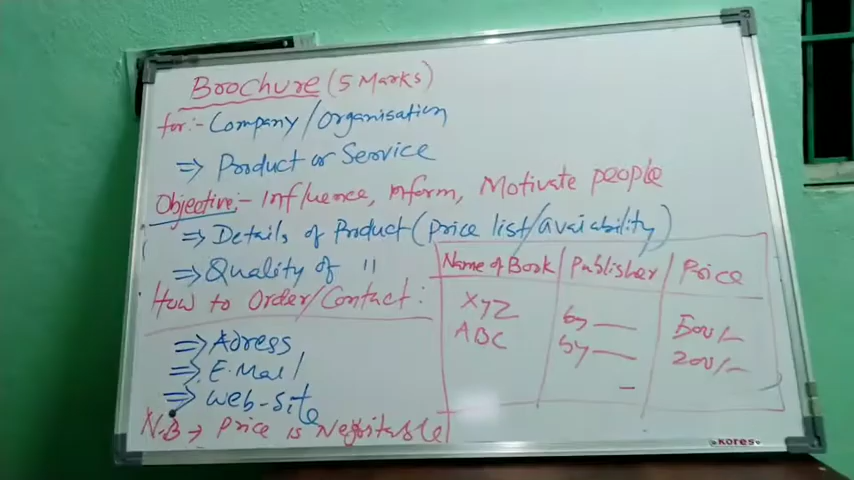 Brochure (5 Marks)
for:- Company/Organisation
⇒ Product or Service
Objective:- Influence, Inform, Motivate people
⇒ Details of Product (Price list/avaiability)
⇒ Quality of "
How to Order/Contact:
⇒ Adress
⇒ E.Mail
⇒ Web-Site
N.B → Price is Negotiable
Name of Book Publisher Price
XYZ by — 500/-
ABC by — 200/-
—
KORES